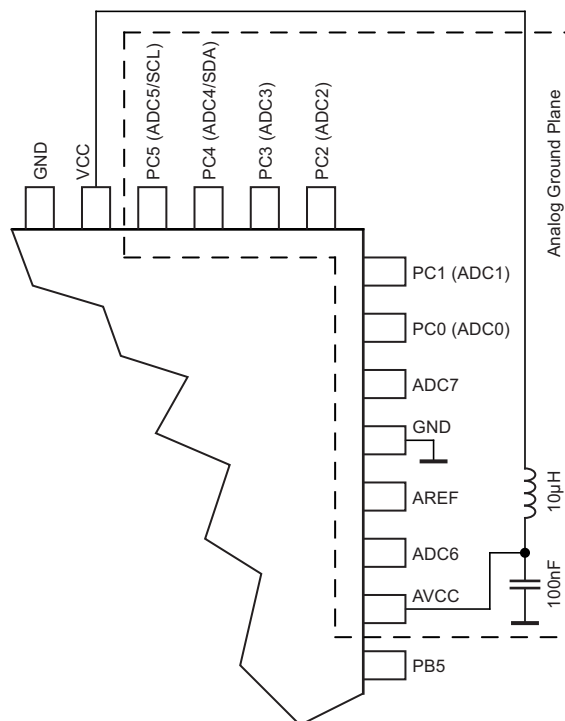 GND
VCC
PC5 (ADC5/SCL)
PC4 (ADC4/SDA)
PC3 (ADC3)
PC2 (ADC2)
Analog Ground Plane
PC1 (ADC1)
PC0 (ADC0)
ADC7
GND
AREF
10µH
ADC6
100nF
AVCC
PB5